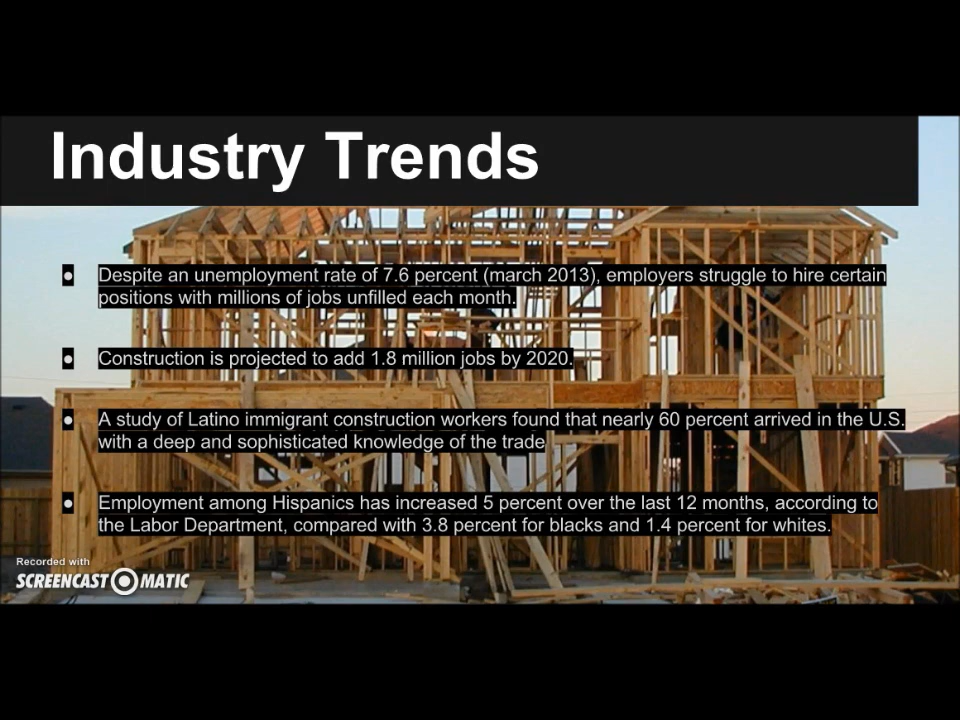 Industry Trends
● Despite an unemployment rate of 7.6 percent (march 2013), employers struggle to hire certain
positions with millions of jobs unfilled each month.
● Construction is projected to add 1.8 million jobs by 2020.
● A study of Latino immigrant construction workers found that nearly 60 percent arrived in the U.S.
with a deep and sophisticated knowledge of the trade
● Employment among Hispanics has increased 5 percent over the last 12 months, according to
the Labor Department, compared with 3.8 percent for blacks and 1.4 percent for whites.
Recorded with
SCREENCAST O MATIC